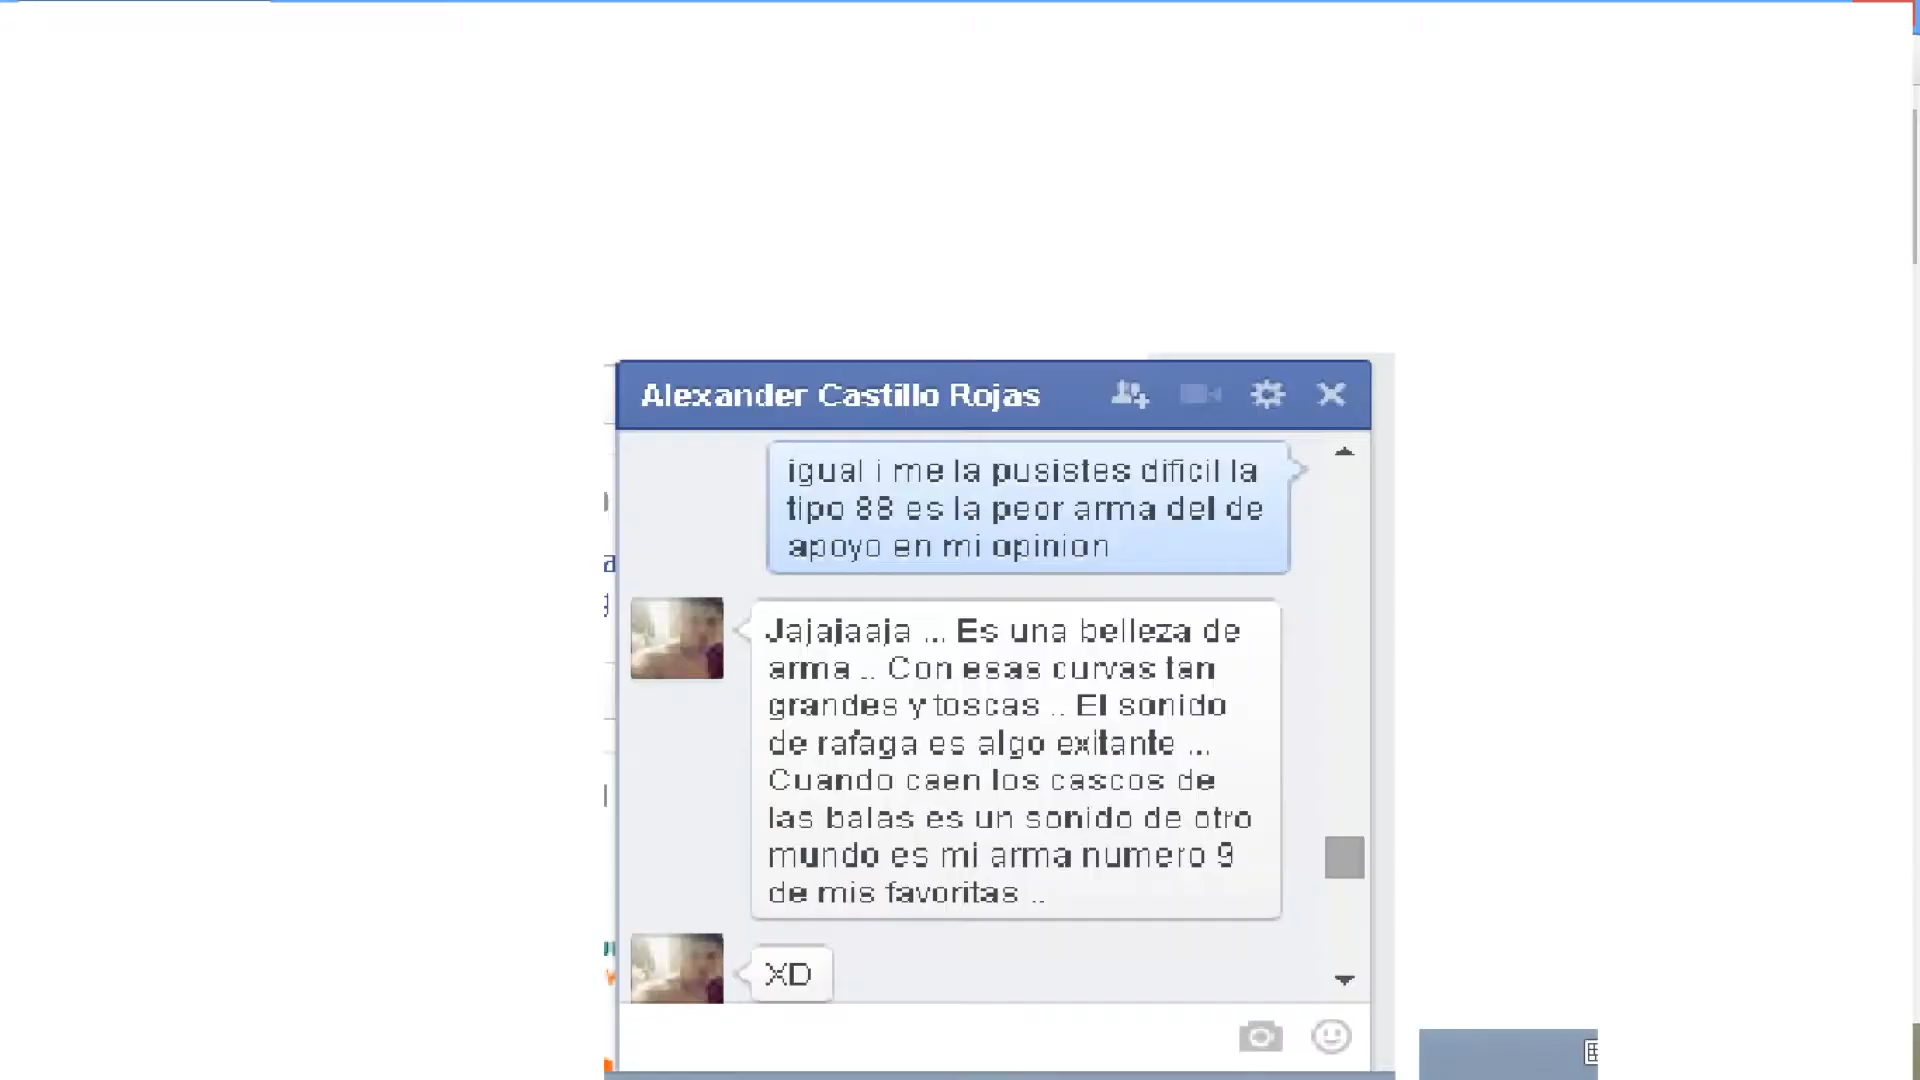 Alexander Castillo Rojas
igual i me la pusistes dificil la
tipo 88 es la peor arma del de
apoyo en mi opinion
Jajajaaja ... Es una belleza de
arma .. Con esas curvas tan
grandes y toscas .. El sonido
de rafaga es algo exitante ...
Cuando caen los cascos de
las balas es un sonido de otro
mundo es mi arma numero 9
de mis favoritas ..
XD